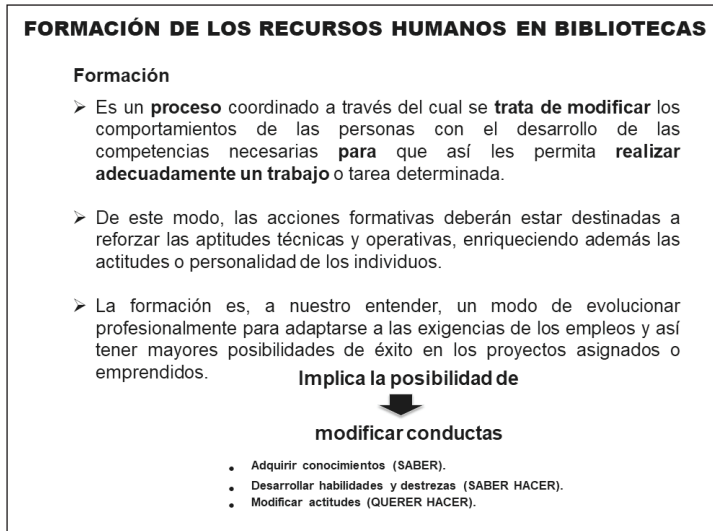 FORMACIÓN DE LOS RECURSOS HUMANOS EN BIBLIOTECAS
Formación
➢ Es un proceso coordinado a través del cual se trata de modificar los
comportamientos de las personas con el desarrollo de las
competencias necesarias para que así les permita realizar
adecuadamente un trabajo o tarea determinada.
➢ De este modo, las acciones formativas deberán estar destinadas a
reforzar las aptitudes técnicas y operativas, enriqueciendo además las
actitudes o personalidad de los individuos.
➢ La formación es, a nuestro entender, un modo de evolucionar
profesionalmente para adaptarse a las exigencias de los empleos y así
tener mayores posibilidades de éxito en los proyectos asignados o
emprendidos.
Implica la posibilidad de
modificar conductas
• Adquirir conocimientos (SABER).
• Desarrollar habilidades y destrezas (SABER HACER).
• Modificar actitudes (QUERER HACER).